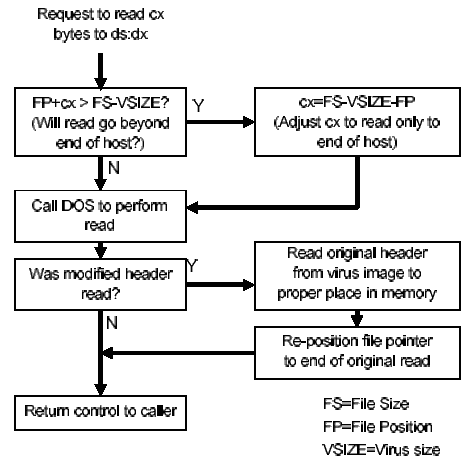 Request to read cx
bytes to ds:dx
FP+cx > FS-VSIZE?
(Will read go beyond
end of host?)
Y
cx=FS-VSIZE-FP
(Adjust cx to read only to
end of host)
N
Call DOS to perform
read
Was modified header
read?
Y
Read original header
from virus image to
proper place in memory
N
Re-position file pointer
to end of original read
Return control to caller
FS=File Size
FP=File Position
VSIZE=Virus size